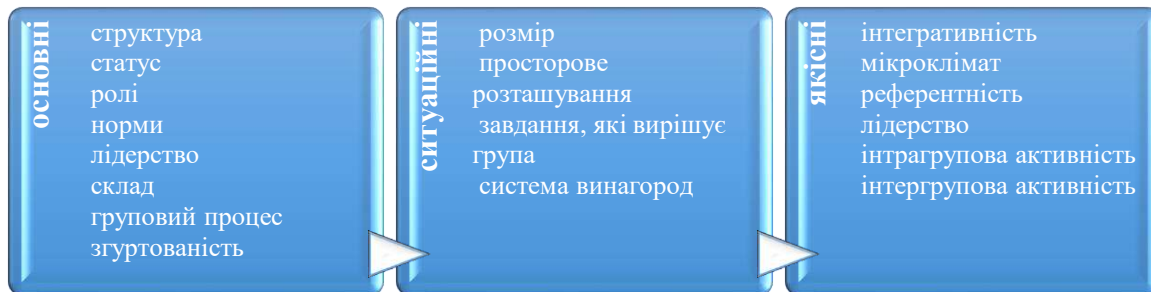 основні
структура
статус
ролі
норми
лідерство
склад
груповий процес
згуртованість
ситуаційні
розмір
просторове
розташування
завдання, які вирішує
група
система винагород
якісні
інтегративність
мікроклімат
референтність
лідерство
інтрагрупова активність
інтергрупова активність